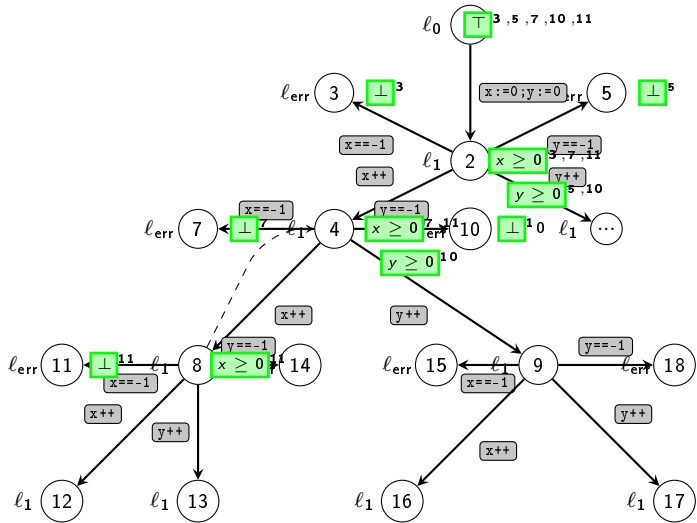 ℓ0 ⊤ 3 ,5 ,7 ,10 ,11
ℓerr 3 ⊥ 3 x:=0;y:=0 err 5 ⊥ 5
x==-1 ℓ1 2 x ≥ 0 3 ,7 ,11 y==-1
x++ y ≥ 0 5 ,10 y++
ℓerr 7 x==-1 ⊥ 7 ℓ1 4 y==-1 x ≥ 0 7 ,11 err 10 ⊥ 10 ℓ1 ...
y ≥ 0 10
x++ y++
ℓerr 11 ⊥ 11 x==-1 ℓ1 8 y==-1 x ≥ 0 11 14 ℓerr 15 x==-1 ℓ1 9 y==-1 ℓerr 18
x++ y++ x++ y++
ℓ1 12 ℓ1 13 ℓ1 16 ℓ1 17